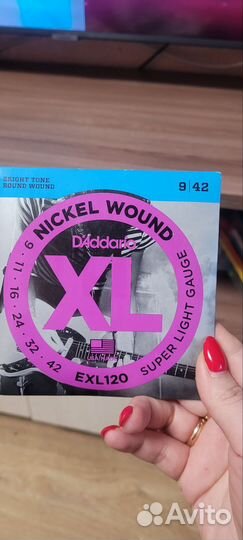 BRIGHT TONE
ROUND WOUND
9|42
NICKEL WOUND
D'Addario
XL
9 · 11 · 16 · 24 · 32 · 42
SUPER LIGHT GAUGE
EXL120
Avito